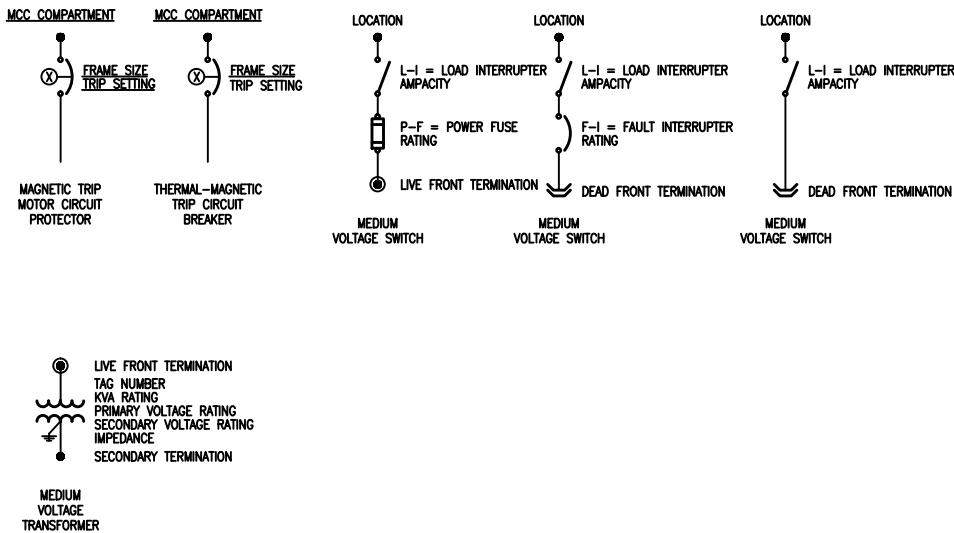 MCC COMPARTMENT
X
FRAME SIZE
TRIP SETTING
MAGNETIC TRIP
MOTOR CIRCUIT
PROTECTOR
MCC COMPARTMENT
X
FRAME SIZE
TRIP SETTING
THERMAL-MAGNETIC
TRIP CIRCUIT
BREAKER
LOCATION
L-I = LOAD INTERRUPTER
AMPACITY
P-F = POWER FUSE
RATING
LIVE FRONT TERMINATION
MEDIUM
VOLTAGE SWITCH
LOCATION
L-I = LOAD INTERRUPTER
AMPACITY
F-I = FAULT INTERRUPTER
RATING
DEAD FRONT TERMINATION
MEDIUM
VOLTAGE SWITCH
LOCATION
L-I = LOAD INTERRUPTER
AMPACITY
DEAD FRONT TERMINATION
MEDIUM
VOLTAGE SWITCH
LIVE FRONT TERMINATION
TAG NUMBER
KVA RATING
PRIMARY VOLTAGE RATING
SECONDARY VOLTAGE RATING
IMPEDANCE
SECONDARY TERMINATION
MEDIUM
VOLTAGE
TRANSFORMER